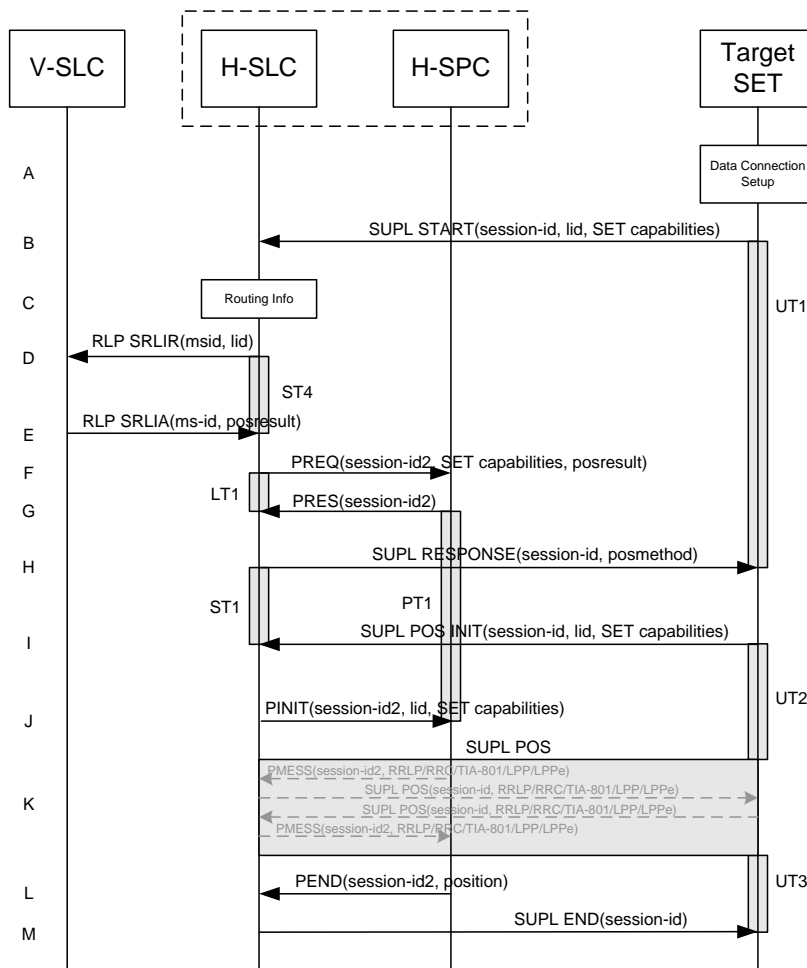 V-SLC
H-SLC
H-SPC
Target
SET
A
Data Connection
Setup
B
SUPL START(session-id, lid, SET capabilities)
C
Routing Info
UT1
D
RLP SRLIR(msid, lid)
ST4
E
RLP SRLIA(ms-id, posresult)
F
PREQ(session-id2, SET capabilities, posresult)
LT1
G
PRES(session-id2)
H
SUPL RESPONSE(session-id, posmethod)
ST1
PT1
I
SUPL POS INIT(session-id, lid, SET capabilities)
UT2
J
PINIT(session-id2, lid, SET capabilities)
SUPL POS
PMESS(session-id2, RRLP/RRC/TIA-801/LPP/LPPe)
SUPL POS(session-id, RRLP/RRC/TIA-801/LPP/LPPe)
K
SUPL POS(session-id, RRLP/RRC/TIA-801/LPP/LPPe)
PMESS(session-id2, RRLP/RRC/TIA-801/LPP/LPPe)
L
PEND(session-id2, position)
UT3
M
SUPL END(session-id)